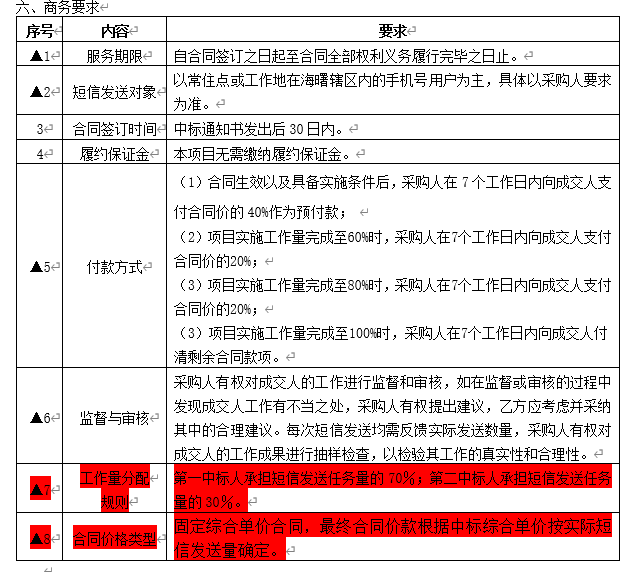 六、商务要求
序号 内容 要求
▲1 服务期限 自合同签订之日起至合同全部权利义务履行完毕之日止。
▲2 短信发送对象 以常住点或工作地在海曙辖区内的手机号用户为主，具体以采购人要求
为准。
3 合同签订时间 中标通知书发出后 30 日内。
4 履约保证金 本项目无需缴纳履约保证金。
▲5 付款方式
（1）合同生效以及具备实施条件后，采购人在 7 个工作日内向成交人支
付合同价的 40%作为预付款；
（2）项目实施工作量完成至60%时，采购人在7个工作日内向成交人支付
合同价的20%；
（3）项目实施工作量完成至80%时，采购人在7个工作日内向成交人支付
合同价的20%；
（3）项目实施工作量完成至100%时，采购人在7个工作日内向成交人付
清剩余合同款项。
▲6 监督与审核
采购人有权对成交人的工作进行监督和审核，如在监督或审核的过程中
发现成交人工作有不当之处，采购人有权提出建议，乙方应考虑并采纳
其中的合理建议。每次短信发送均需反馈实际发送数量，采购人有权对
成交人的工作成果进行抽样检查，以检验其工作的真实性和合理性。
▲7 工作量分配
规则
第一中标人承担短信发送任务量的 70%；第二中标人承担短信发送任务
量的 30%。
▲8 合同价格类型
固定综合单价合同，最终合同价款根据中标综合单价按实际短
信发送量确定。